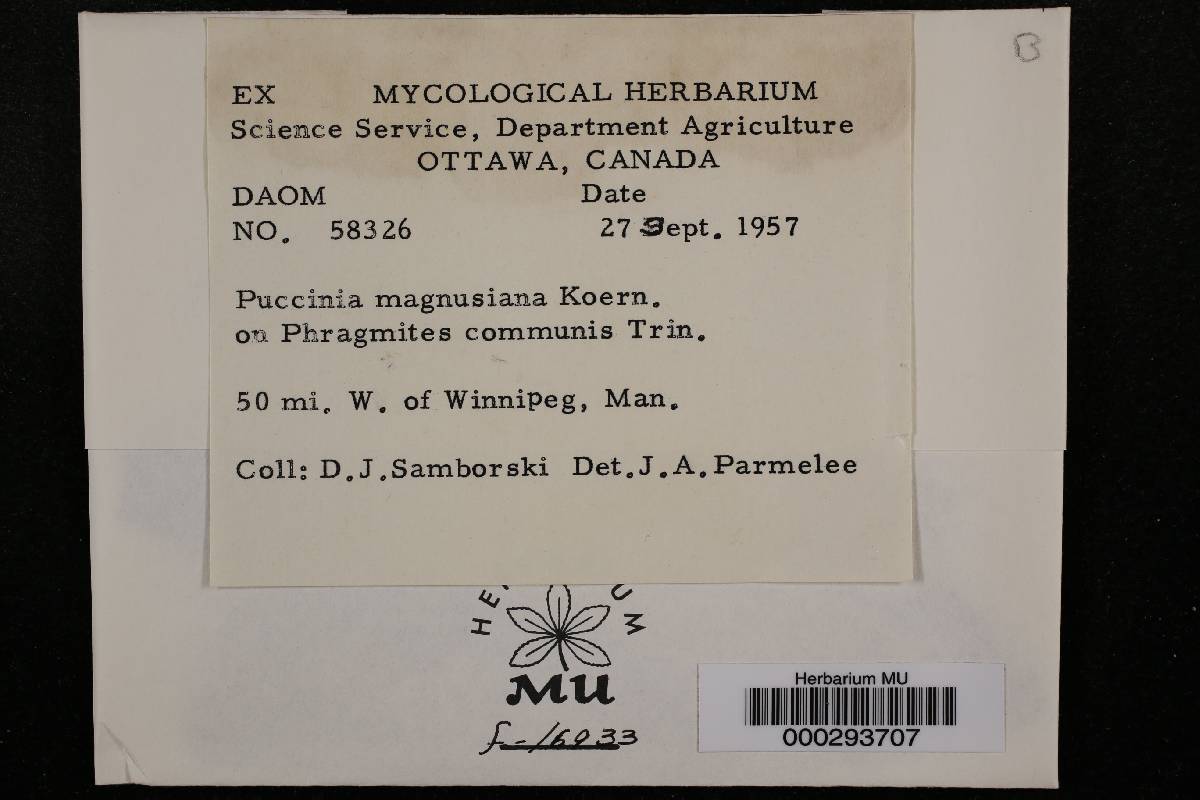 B
EX MYCOLOGICAL HERBARIUM
Science Service, Department Agriculture
OTTAWA, CANADA
DAOM Date
NO. 58326 27 Sept. 1957
Puccinia magnusiana Koern.
on Phragmites communis Trin.
50 mi. W. of Winnipeg, Man.
Coll: D.J.Samborski Det.J.A.Parmelee
MU
f-16033
Herbarium MU
000293707